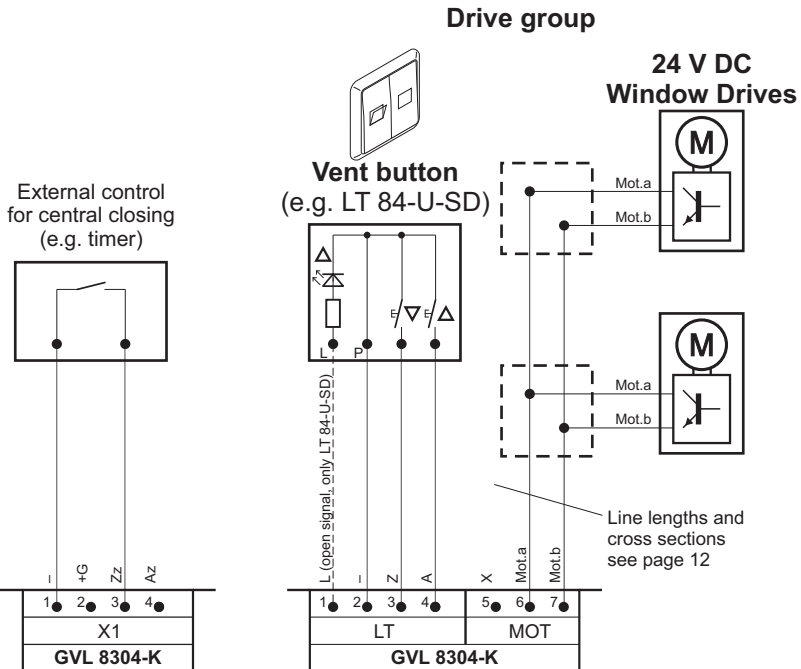 Drive group
24 V DC
Window Drives
M
Mot.a
Mot.b
Vent button
(e.g. LT 84-U-SD)
External control
for central closing
(e.g. timer)
E
E
L
P
M
Mot.a
Mot.b
L (open signal, only LT 84-U-SD)
Line lengths and
cross sections
see page 12
–
+G
Zz
Az
–
Z
A
X
Mot.a
Mot.b
1 2 3 4
1 2 3 4 5 6 7
X1
LT
MOT
GVL 8304-K
GVL 8304-K